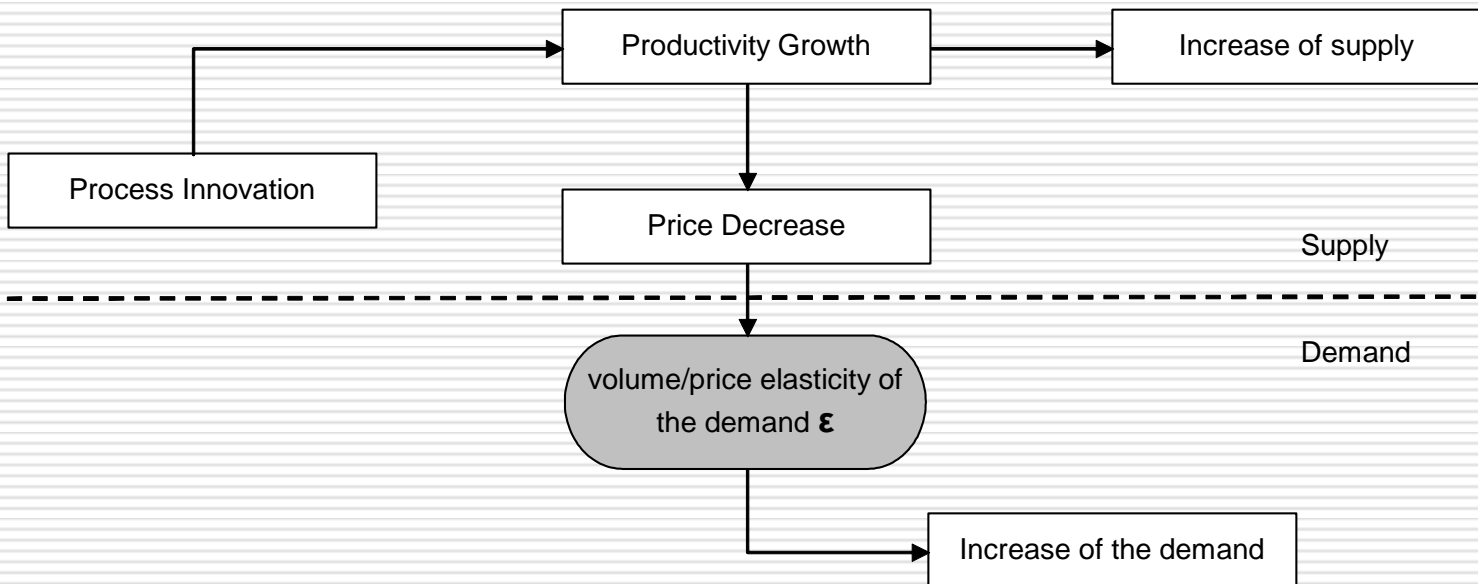 Productivity Growth
Increase of supply
Process Innovation
Price Decrease
Supply
Demand
volume/price elasticity of
the demand ε
Increase of the demand